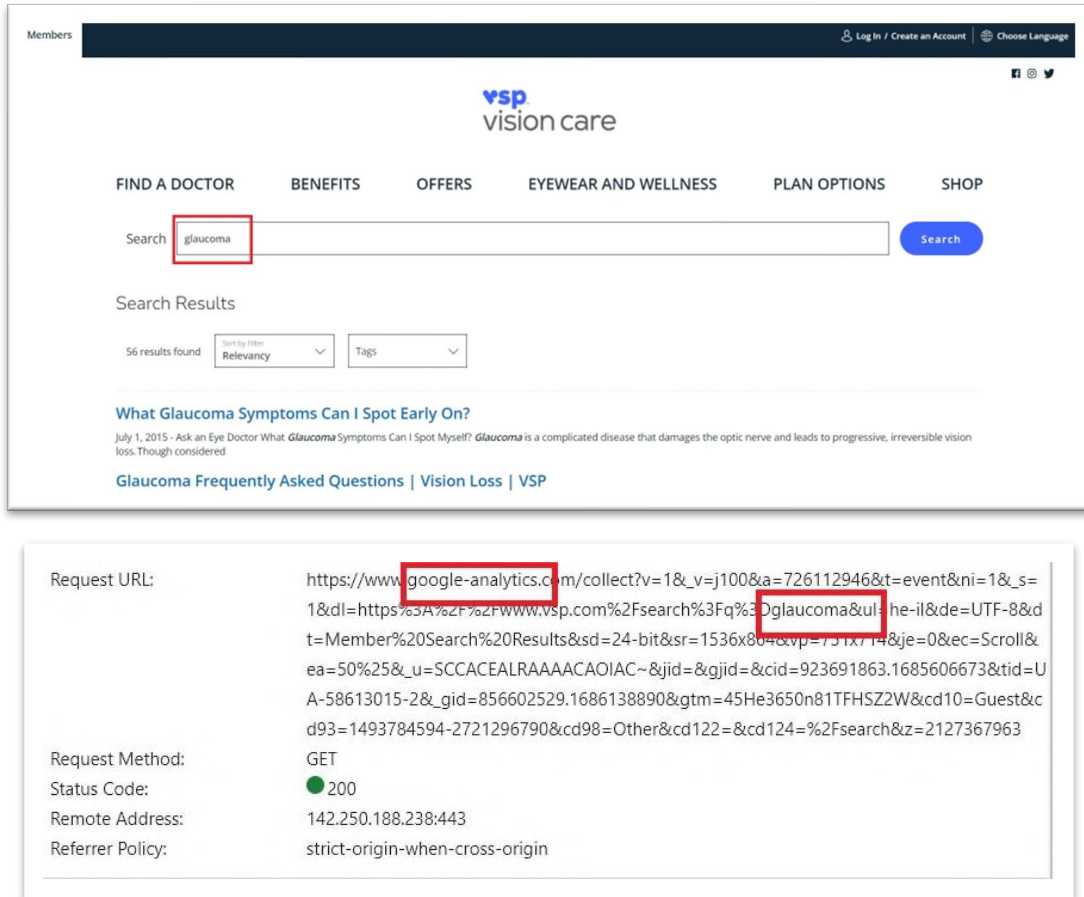 Members
Log In / Create an Account
Choose Language
vsp
vision care
FIND A DOCTOR BENEFITS OFFERS EYEWEAR AND WELLNESS PLAN OPTIONS SHOP
Search glaucoma Search
Search Results
56 results found Sort by Filter Relevancy Tags
What Glaucoma Symptoms Can I Spot Early On?
July 1, 2015 - Ask an Eye Doctor What Glaucoma Symptoms Can I Spot Myself? Glaucoma is a complicated disease that damages the optic nerve and leads to progressive, irreversible vision
loss. Though considered
Glaucoma Frequently Asked Questions | Vision Loss | VSP
Request URL: https://www.google-analytics.com/collect?v=1&_v=j100&a=726112946&t=event&ni=1&_s=
1&dl=https%3A%2F%2Fwww.vsp.com%2Fsearch%3Fq%3Dglaucoma&ul=he-il&de=UTF-8&d
t=Member%20Search%20Results&sd=24-bit&sr=1536x864&vp=751x714&je=0&ec=Scroll&
ea=50%25&_u=SCCACEALRAAAACAOIAC~&jid=&gjid=&cid=923691863.1685606673&tid=U
A-58613015-2&_gid=856602529.1686138890&gtm=45He3650n81TFHSZ2W&cd10=Guest&c
d93=1493784594-2721296790&cd98=Other&cd122=&cd124=%2Fsearch&z=2127367963
Request Method: GET
Status Code: 200
Remote Address: 142.250.188.238:443
Referrer Policy: strict-origin-when-cross-origin